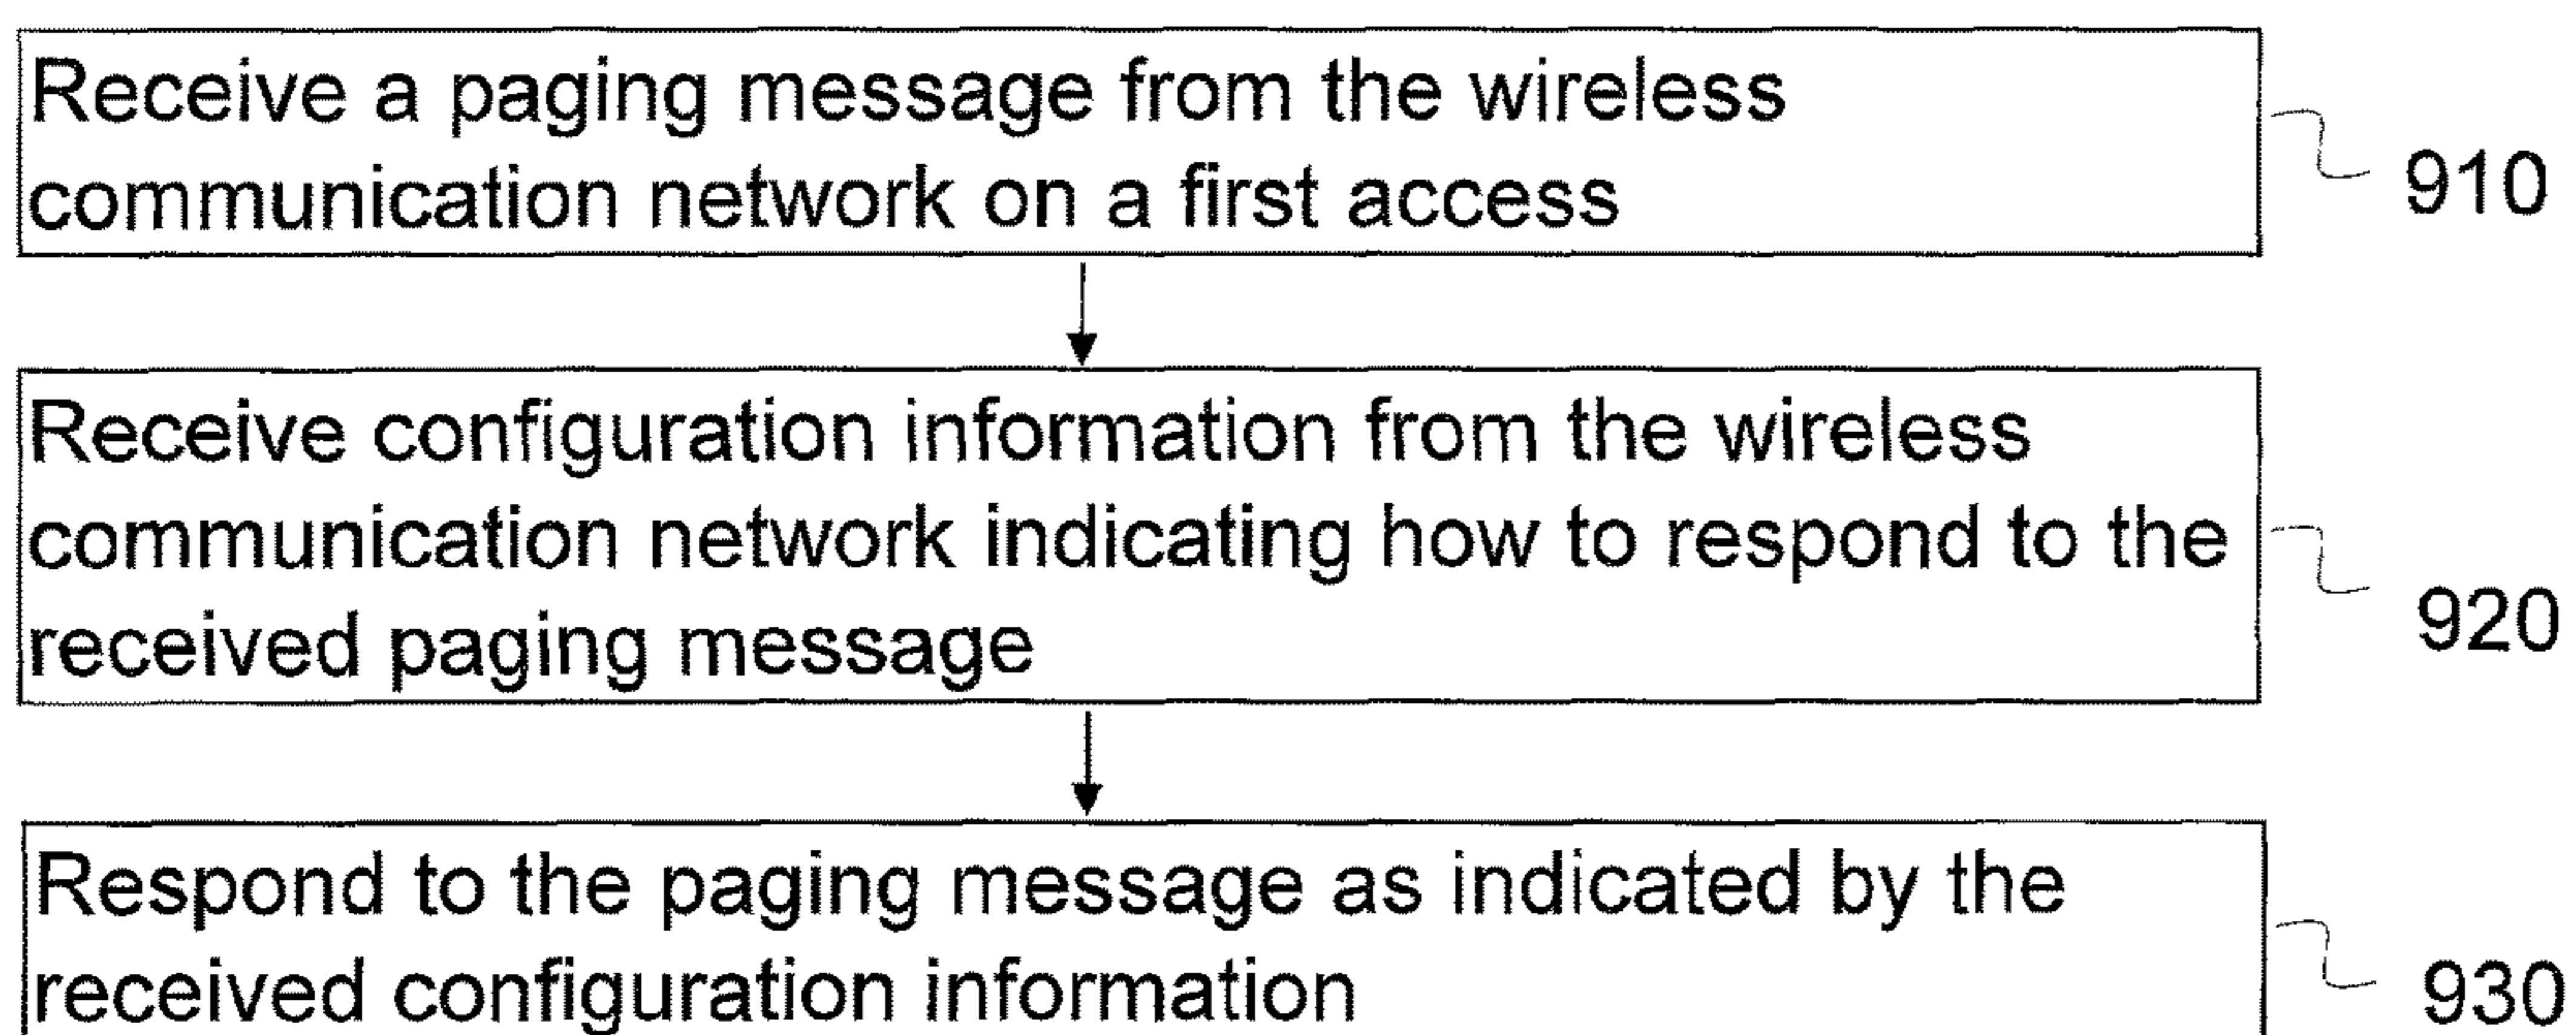 Receive a paging message from the wireless
communication network on a first access
910
Receive configuration information from the wireless
communication network indicating how to respond to the
received paging message
920
Respond to the paging message as indicated by the
received configuration information
930